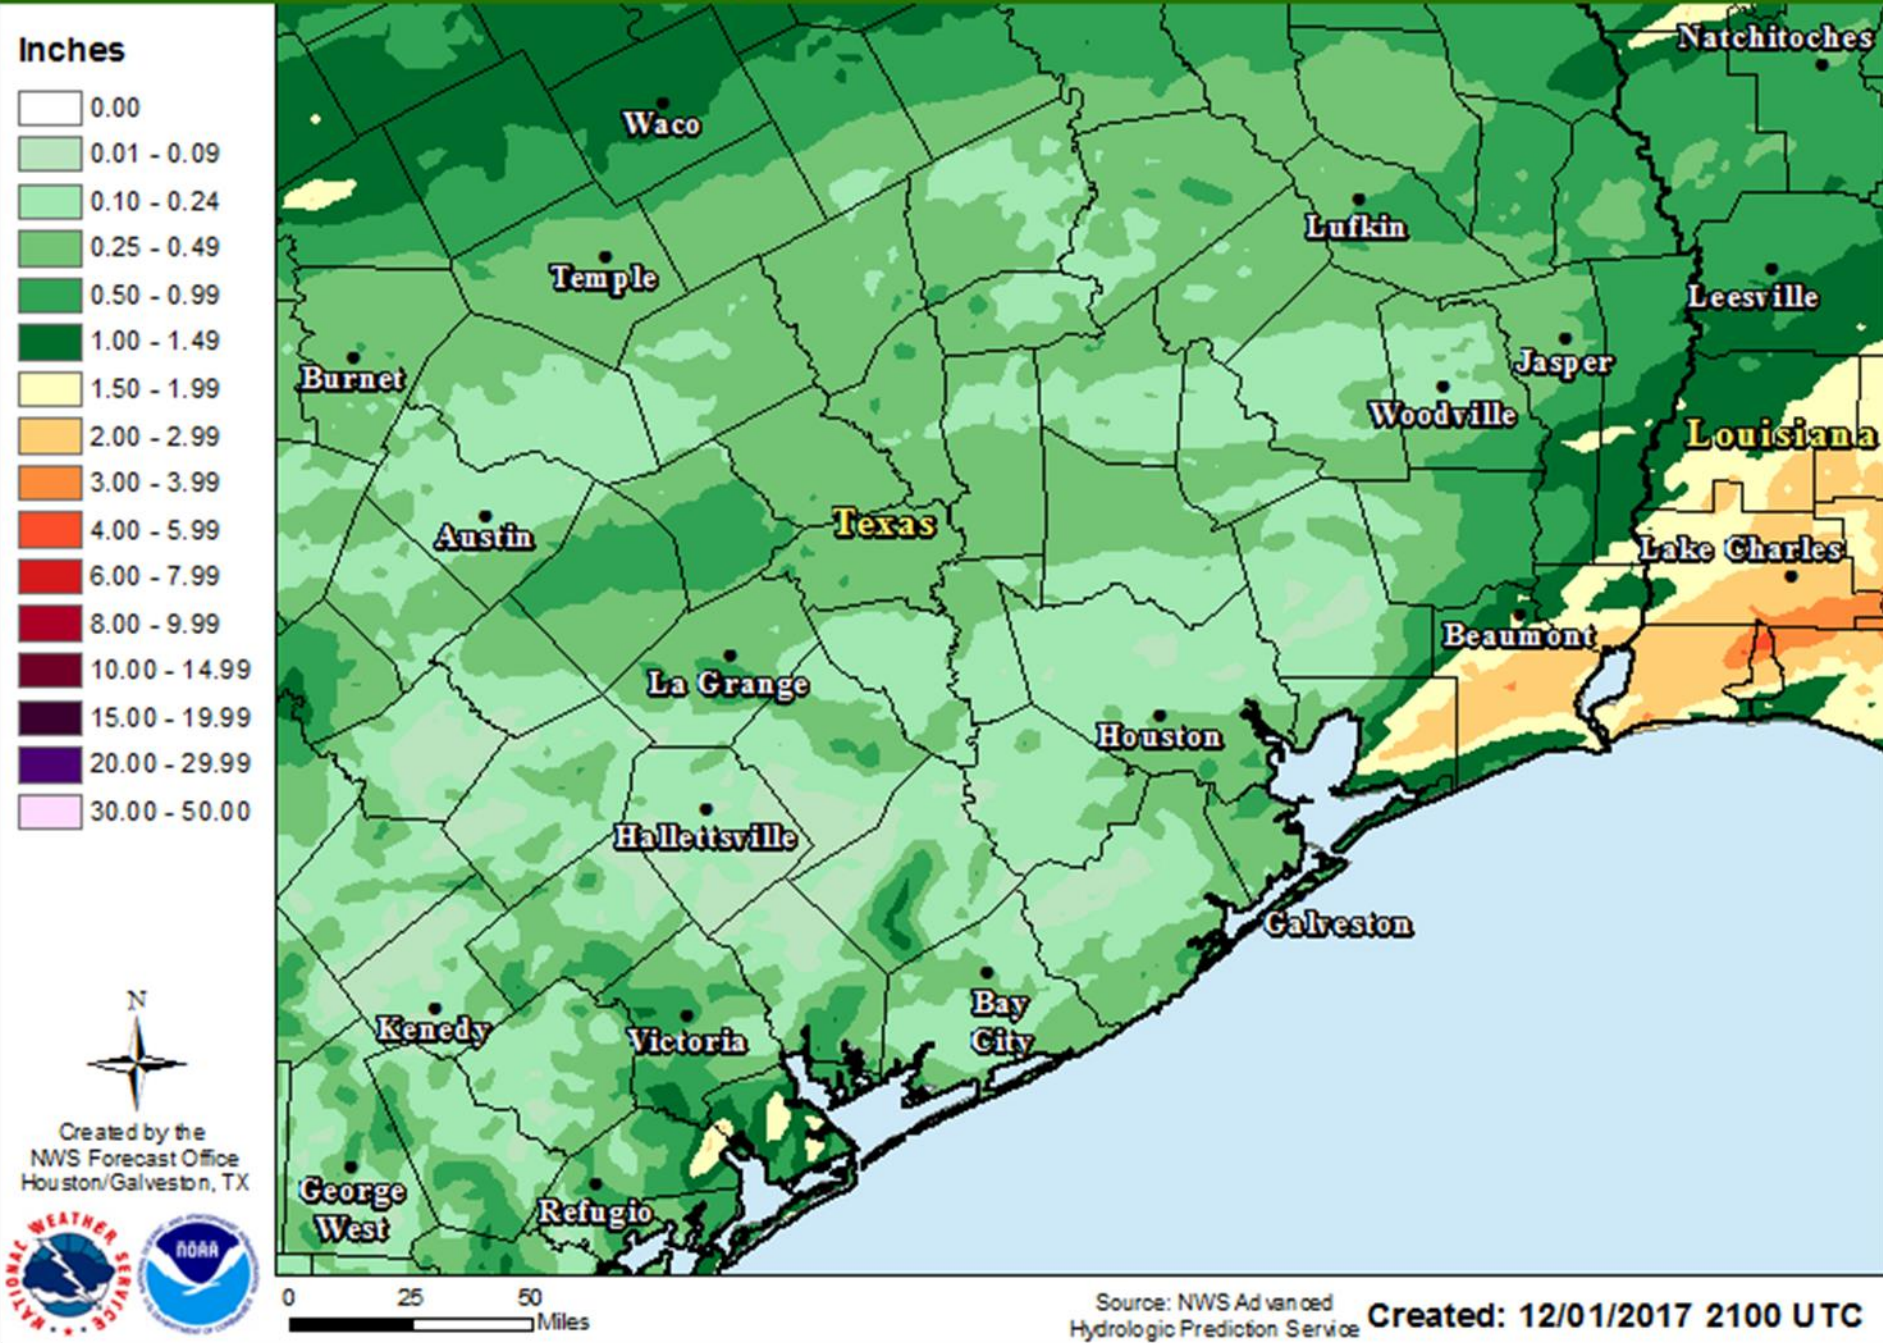 Inches
0.00
0.01 - 0.09
0.10 - 0.24
0.25 - 0.49
0.50 - 0.99
1.00 - 1.49
1.50 - 1.99
2.00 - 2.99
3.00 - 3.99
4.00 - 5.99
6.00 - 7.99
8.00 - 9.99
10.00 - 14.99
15.00 - 19.99
20.00 - 29.99
30.00 - 50.00
N
Created by the
NWS Forecast Office
Houston/Galveston, TX
NATIONAL WEATHER SERVICE
NOAA
Natchitoches
Waco
Lufkin
Temple
Leesville
Burnet
Jasper
Woodville
Louisiana
Austin
Texas
Lake Charles
Beaumont
La Grange
Houston
Hallettsville
Galveston
Bay
City
Kenedy
Victoria
George
West
Refugio
0 25 50
Miles
Source: NWS Advanced
Hydrologic Prediction Service
Created: 12/01/2017 2100 UTC